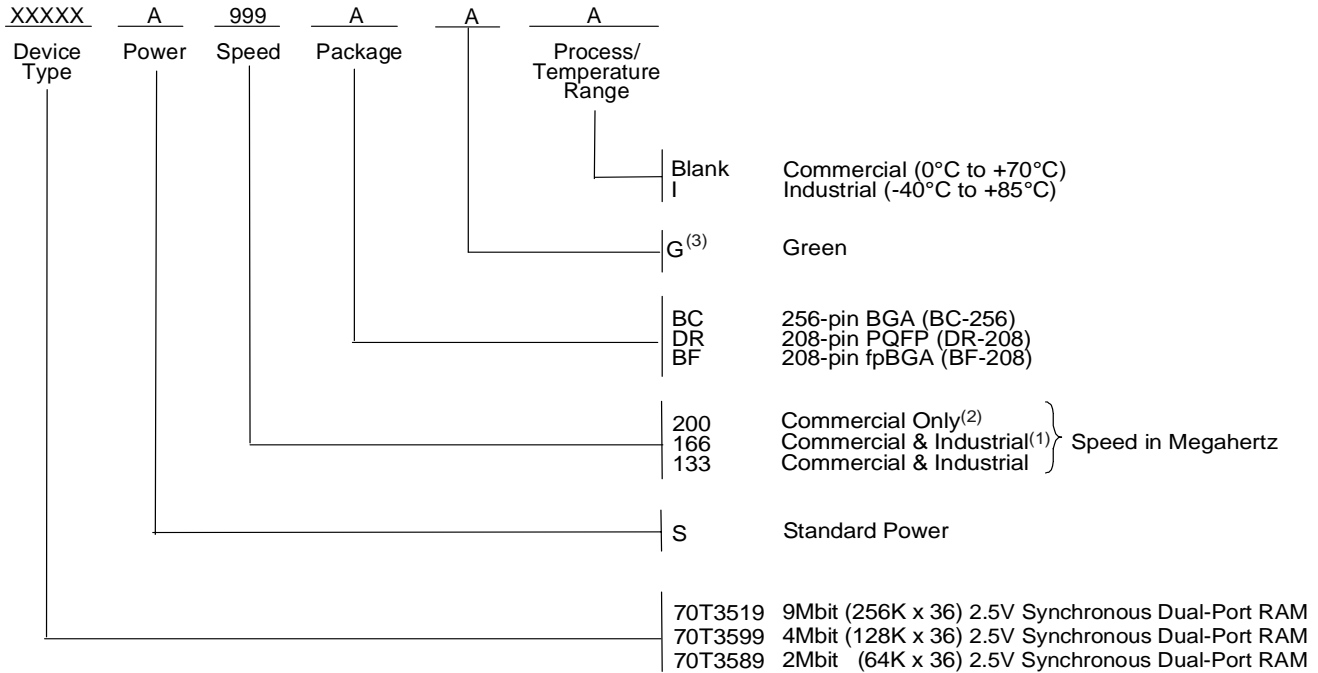 XXXXX A 999 A A A
Device Type Power Speed Package Process/ Temperature Range
Blank Commercial (0°C to +70°C)
I Industrial (-40°C to +85°C)
G(3) Green
BC 256-pin BGA (BC-256)
DR 208-pin PQFP (DR-208)
BF 208-pin fpBGA (BF-208)
200 Commercial Only(2)
166 Commercial & Industrial(1) Speed in Megahertz
133 Commercial & Industrial
S Standard Power
70T3519 9Mbit (256K x 36) 2.5V Synchronous Dual-Port RAM
70T3599 4Mbit (128K x 36) 2.5V Synchronous Dual-Port RAM
70T3589 2Mbit (64K x 36) 2.5V Synchronous Dual-Port RAM